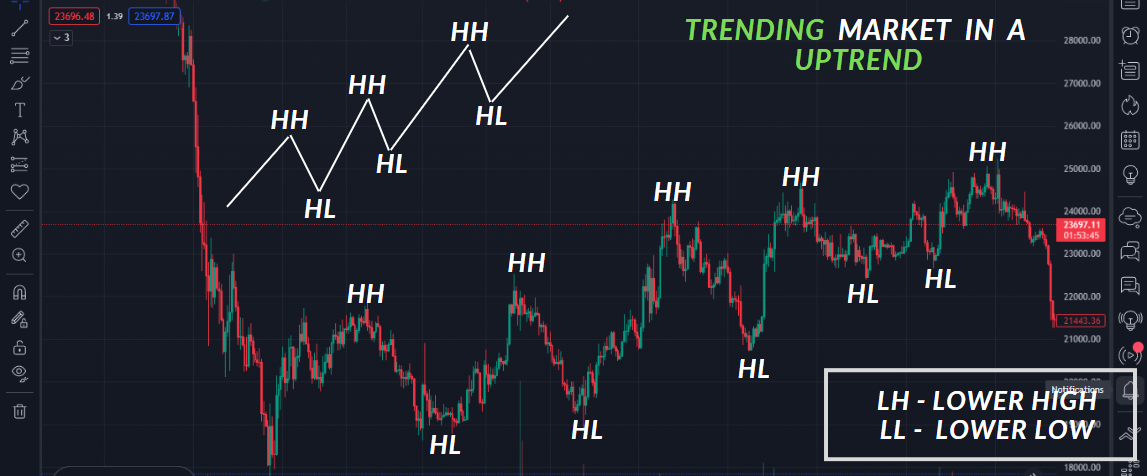 23696.48 1.39 23697.87
3
TRENDING MARKET IN A
UPTREND
HH
HH
HH
HL
HL
HL
HH
HH
HH
HH
HH
HL
HL
HL
HL
HL
28000.00
27000.00
26000.00
25000.00
24000.00
23697.11
01:53:45
23000.00
22000.00
21443.36
21000.00
Notifications
LH - LOWER HIGH
LL - LOWER LOW
18000.00